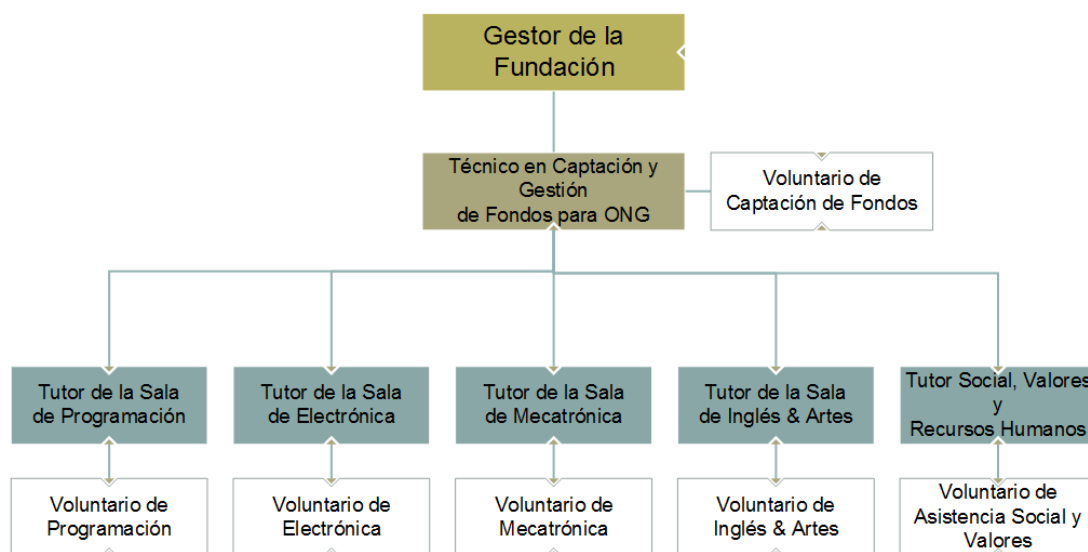 Gestor de la
Fundación
Técnico en Captación y
Gestión
de Fondos para ONG
Voluntario de
Captación de Fondos
Tutor de la Sala
de Programación
Tutor de la Sala
de Electrónica
Tutor de la Sala
de Mecatrónica
Tutor de la Sala
de Inglés & Artes
Tutor Social, Valores
y
Recursos Humanos
Voluntario de
Programación
Voluntario de
Electrónica
Voluntario de
Mecatrónica
Voluntario de
Inglés & Artes
Voluntario de
Asistencia Social y
Valores